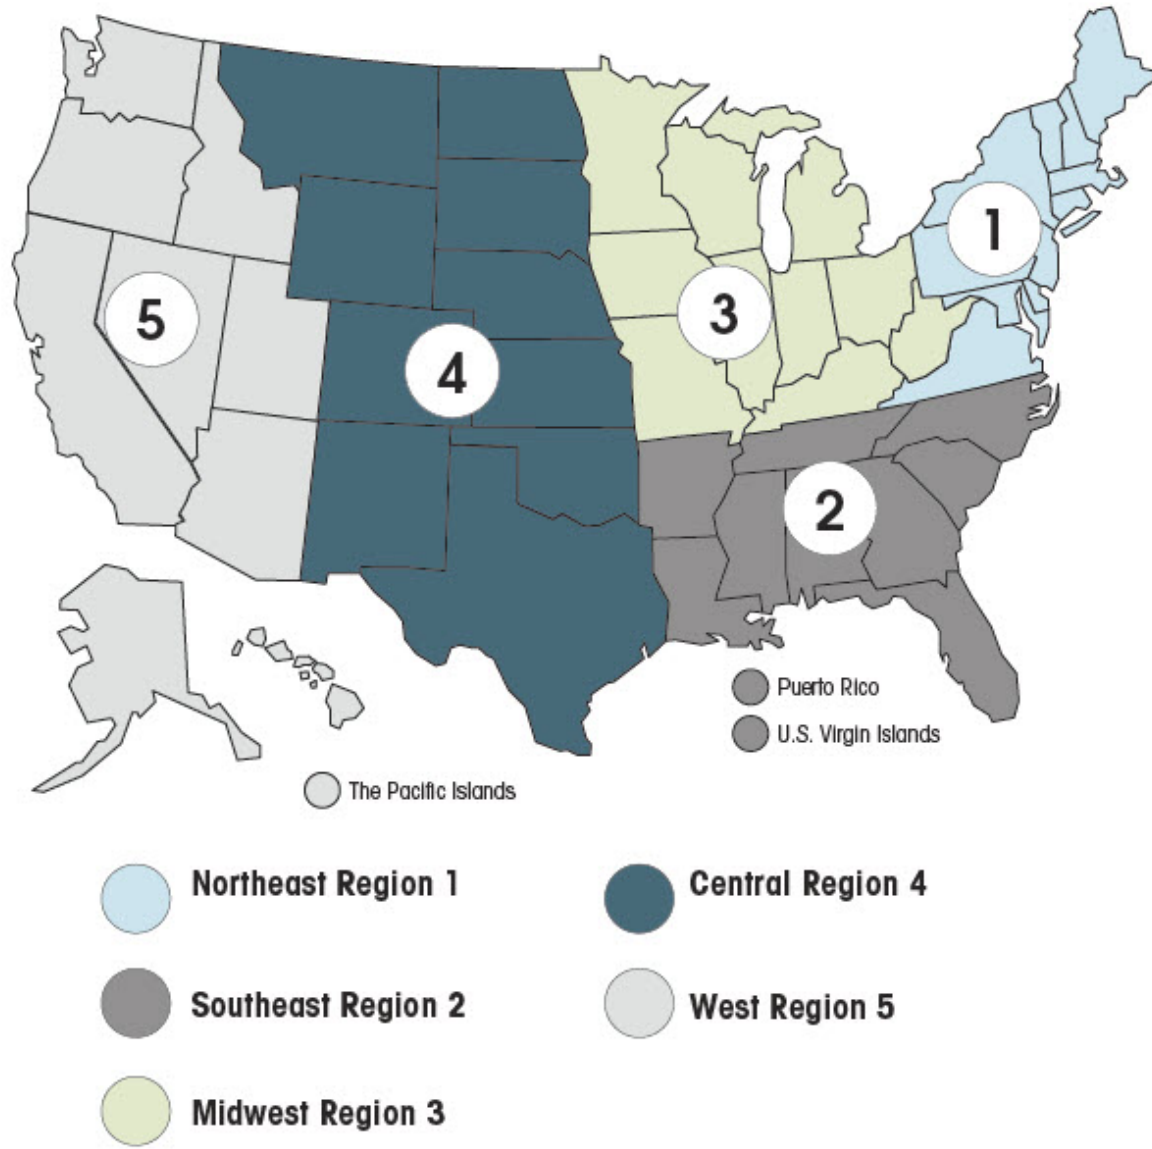 1
5
3
4
2
Puerto Rico
U.S. Virgin Islands
The Pacific Islands
Northeast Region 1
Central Region 4
Southeast Region 2
West Region 5
Midwest Region 3